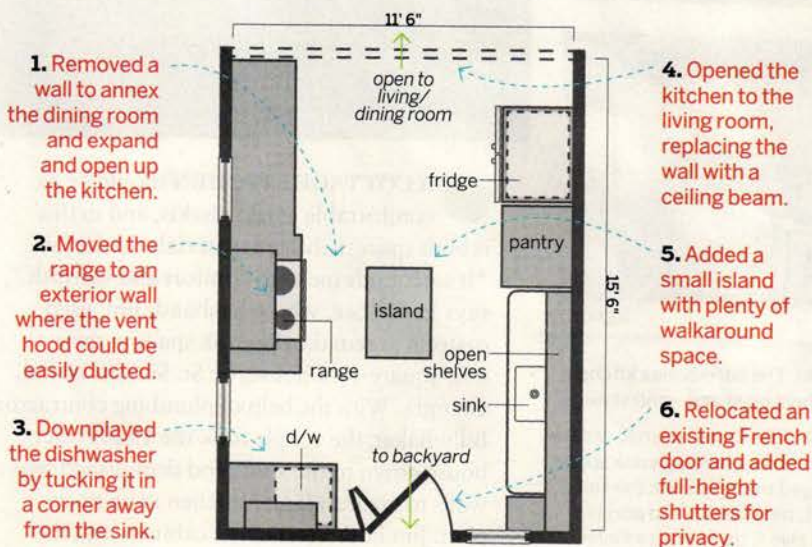 11' 6"
1. Removed a
wall to annex
the dining room
and expand
and open up
the kitchen.
2. Moved the
range to an
exterior wall
where the vent
hood could be
easily ducted.
3. Downplayed
the dishwasher
by tucking it in
a corner away
from the sink.
open to
living/
dining room
fridge
pantry
island
range
open
shelves
sink
d/w
to backyard
15' 6"
4. Opened the
kitchen to the
living room,
replacing the
wall with a
ceiling beam.
5. Added a
small island
with plenty of
walkaround
space.
6. Relocated an
existing French
door and added
full-height
shutters for
privacy.